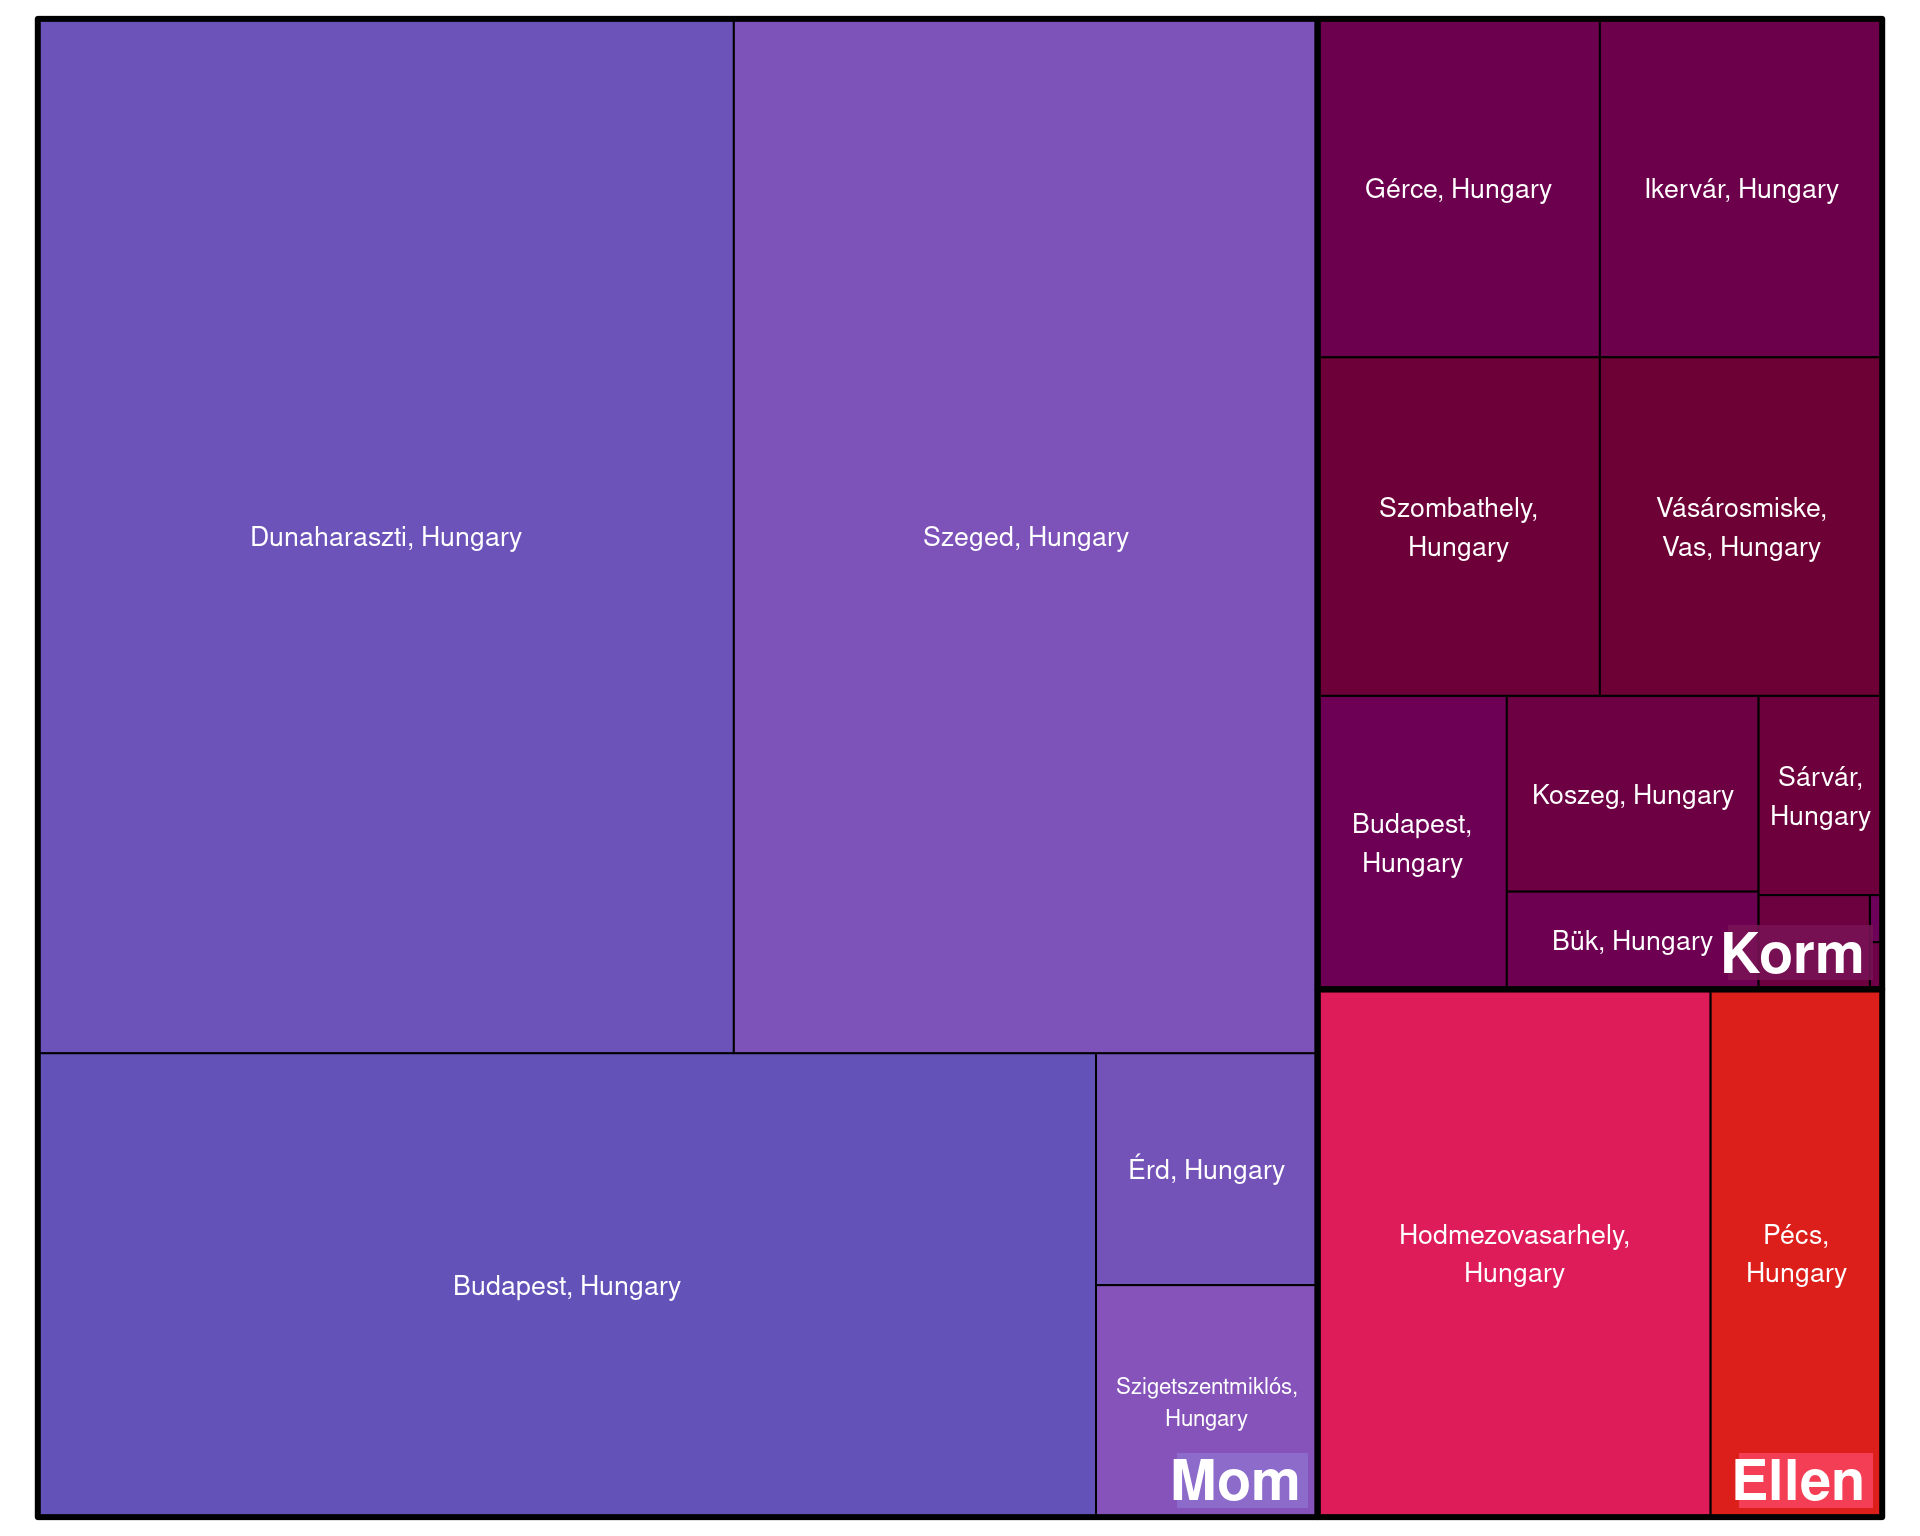 Dunaharaszti, Hungary
Szeged, Hungary
Budapest, Hungary
Érd, Hungary
Szigetszentmiklós,
Hungary
Mom
Gérce, Hungary
Ikervár, Hungary
Szombathely,
Hungary
Vásárosmiske,
Vas, Hungary
Budapest,
Hungary
Koszeg, Hungary
Sárvár,
Hungary
Bük, Hungary
Korm
Hodmezovasarhely,
Hungary
Pécs,
Hungary
Ellen